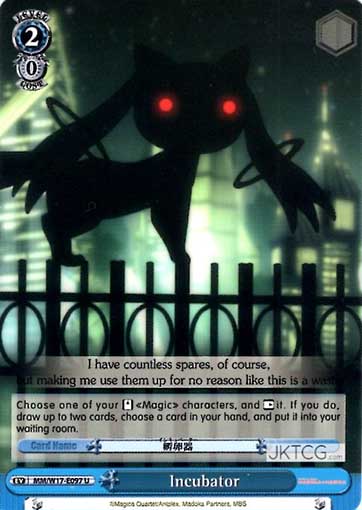 LEVEL
2
0
COST
I have countless spares, of course,
but making me use them up for no reason like this is a waste
Choose one of your <Magic> characters, and it. If you do,
draw up to two cards, choose a card in your hand, and put it into your
waiting room.
Card Name
孵卵器
JKTCG.com
EV MM/W17-E097 U
Incubator
©Magica Quartet/Aniplex, Madoka Partners, MBS